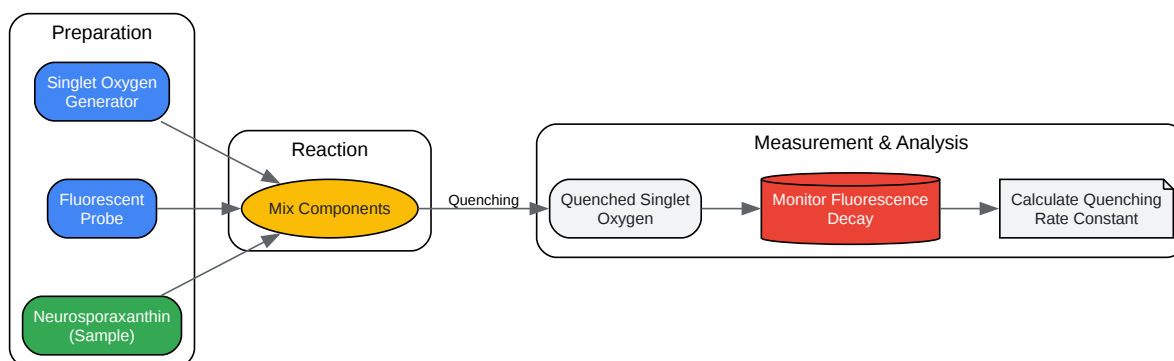 Preparation
Singlet Oxygen
Generator
Fluorescent
Probe
Neurosporaxanthin
(Sample)
Reaction
Mix Components
Quenching
Measurement & Analysis
Quenched Singlet
Oxygen
Monitor Fluorescence
Decay
Calculate Quenching
Rate Constant